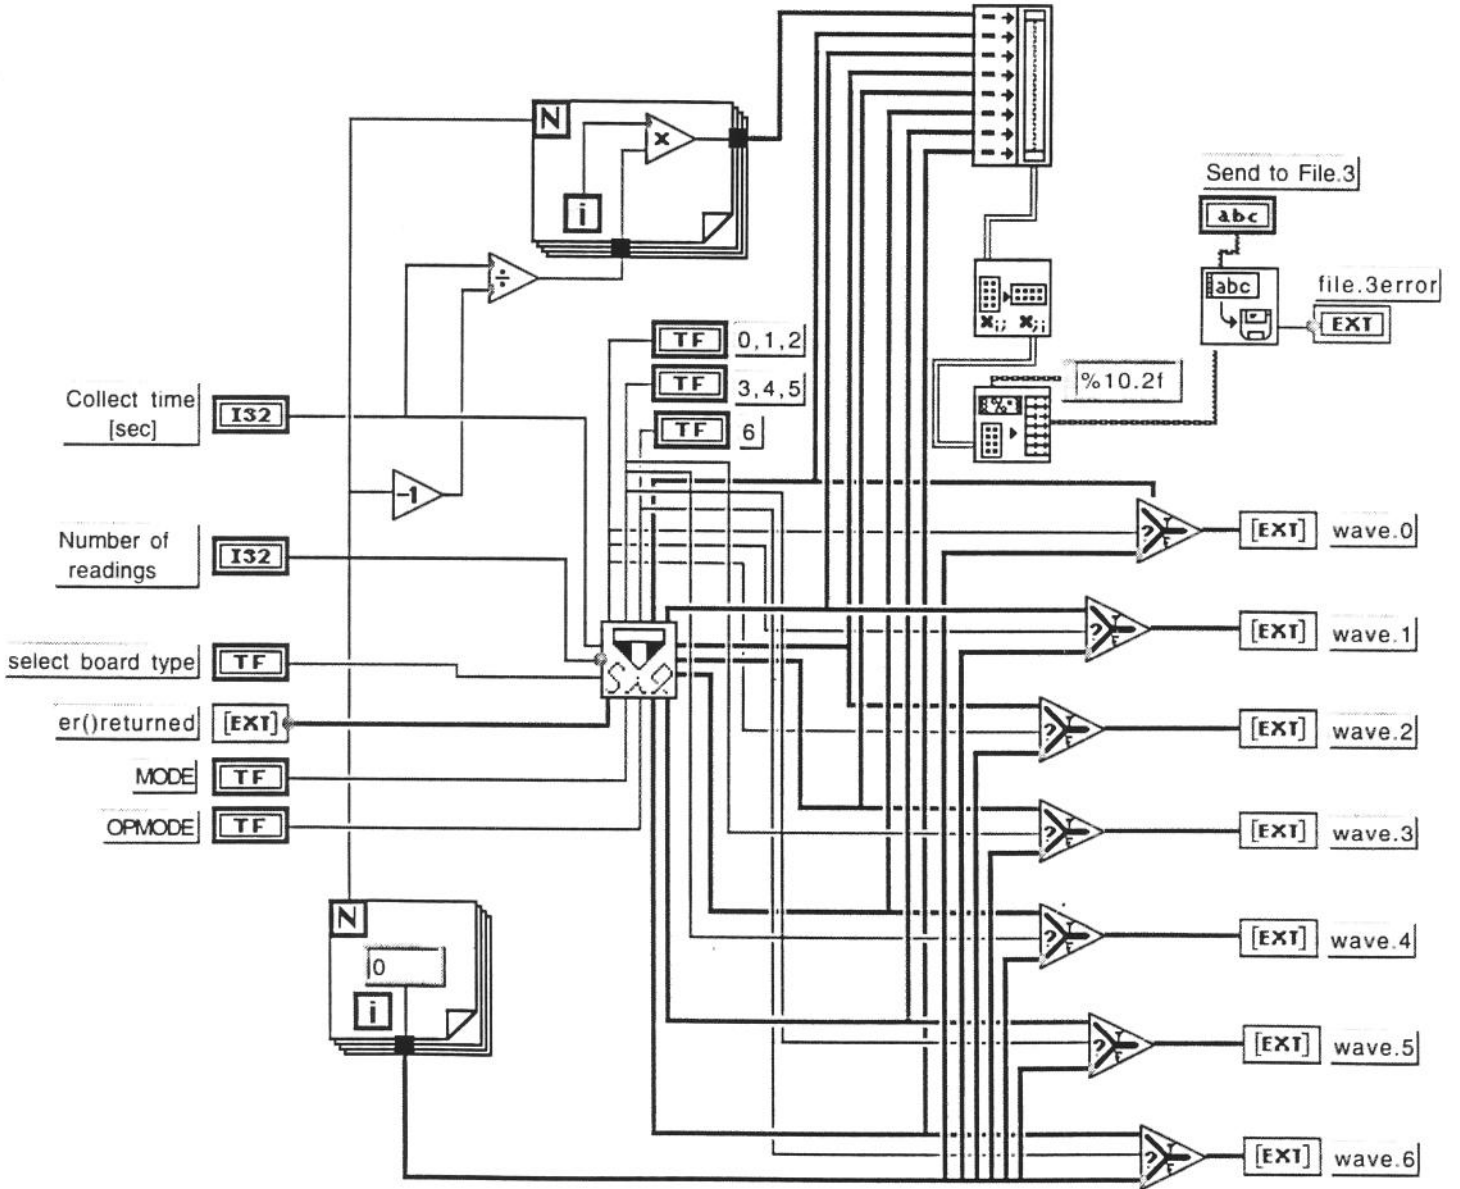 N
x
i
Send to File.3
abc
÷
abc
file.3error
EXT
TF
0,1,2
xij xji
TF
3,4,5
%10.2f
Collect time
[sec]
I32
TF
6
%
-1
?
T
F
[EXT]
wave.0
Number of
readings
I32
?
T
F
[EXT]
wave.1
select board type
TF
er()returned
[EXT]
?
T
F
[EXT]
wave.2
MODE
TF
OPMODE
TF
?
T
F
[EXT]
wave.3
N
0
i
?
T
F
[EXT]
wave.4
?
T
F
[EXT]
wave.5
?
T
F
[EXT]
wave.6